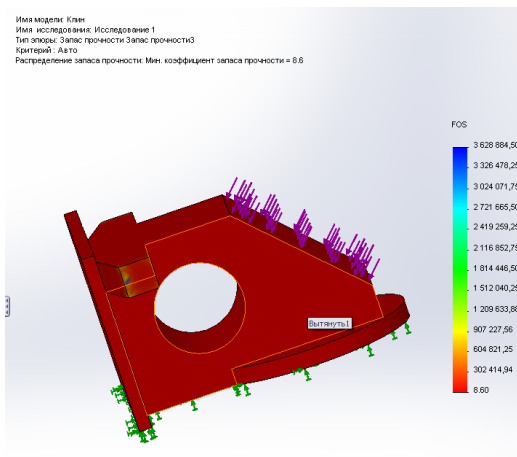 Имя модели: Клин
Имя исследования: Исследование 1
Тип эпюры: Запас прочности Запас прочности3
Критерий : Авто
Распределение запаса прочности: Мин. коэффициент запаса прочности = 8.6
FOS
3 628 884,50
3 326 478,25
3 024 071,75
2 721 665,50
2 419 259,25
2 116 852,75
1 814 446,50
1 512 040,25
1 209 633,88
907 227,56
604 821,25
302 414,94
8.60
Вытянуть1